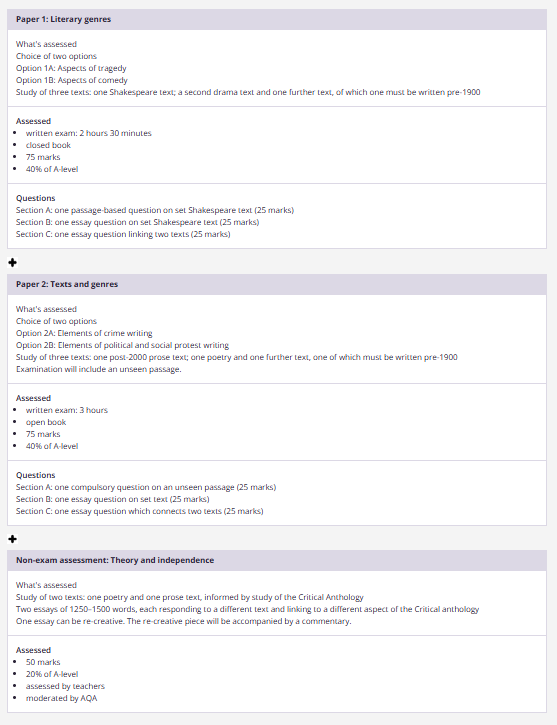 Paper 1: Literary genres
What's assessed
Choice of two options
Option 1A: Aspects of tragedy
Option 1B: Aspects of comedy
Study of three texts: one Shakespeare text; a second drama text and one further text, of which one must be written pre-1900
Assessed
• written exam: 2 hours 30 minutes
• closed book
• 75 marks
• 40% of A-level
Questions
Section A: one passage-based question on set Shakespeare text (25 marks)
Section B: one essay question on set Shakespeare text (25 marks)
Section C: one essay question linking two texts (25 marks)
+
Paper 2: Texts and genres
What's assessed
Choice of two options
Option 2A: Elements of crime writing
Option 2B: Elements of political and social protest writing
Study of three texts: one post-2000 prose text; one poetry and one further text, one of which must be written pre-1900
Examination will include an unseen passage.
Assessed
• written exam: 3 hours
• open book
• 75 marks
• 40% of A-level
Questions
Section A: one compulsory question on an unseen passage (25 marks)
Section B: one essay question on set text (25 marks)
Section C: one essay question which connects two texts (25 marks)
+
Non-exam assessment: Theory and independence
What's assessed
Study of two texts: one poetry and one prose text, informed by study of the Critical Anthology
Two essays of 1250–1500 words, each responding to a different text and linking to a different aspect of the Critical anthology
One essay can be re-creative. The re-creative piece will be accompanied by a commentary.
Assessed
• 50 marks
• 20% of A-level
• assessed by teachers
• moderated by AQA